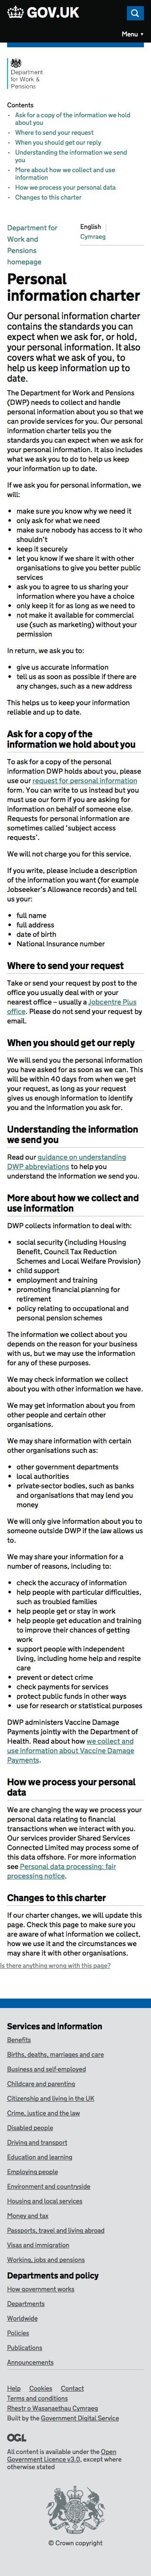 GOV.UK
Menu
Department
for Work &
Pensions
Contents
Ask for a copy of the information we hold
about you
Where to send your request
When you should get our reply
Understanding the information we send
you
More about how we collect and use
information
How we process your personal data
Changes to this charter
Department for
Work and
Pensions
homepage
English
Cymraeg
Personal
information charter
Our personal information charter
contains the standards you can
expect when we ask for, or hold,
your personal information. It also
covers what we ask of you, to
help us keep information up to
date.
The Department for Work and Pensions
(DWP) needs to collect and handle
personal information about you so that we
can provide services for you. Our personal
information charter tells you the
standards you can expect when we ask for
your personal information. It also includes
what we ask you to do to help us keep
your information up to date.
If we ask you for personal information, we
will:
make sure you know why we need it
only ask for what we need
make sure nobody has access to it who
shouldn't
keep it securely
let you know if we share it with other
organisations to give you better public
services
ask you to agree to us sharing your
information where you have a choice
only keep it for as long as we need to
not make it available for commercial
use (such as marketing) without your
permission
In return, we ask you to:
give us accurate information
tell us as soon as possible if there are
any changes, such as a new address
This helps us to keep your information
reliable and up to date.
Ask for a copy of the
information we hold about you
To ask for a copy of the personal
information DWP holds about you, please
use our request for personal information
form. You can write to us instead but you
must use our form if you are asking for
information on behalf of someone else.
Requests for personal information are
sometimes called 'subject access
requests'.
We will not charge you for this service.
If you write, please include a description
of the information you want (for example
Jobseeker's Allowance records) and tell
us your:
full name
full address
date of birth
National Insurance number
Where to send your request
Take or send your request by post to the
office you usually deal with or to your
nearest office – usually a Jobcentre Plus
office. Please do not send your request by
email.
When you should get our reply
We will send you the personal information
you have asked for as soon as we can. This
will be within 40 days from when we get
your request, as long as your request
gives us enough information to identify
you and the information you ask for.
Understanding the information
we send you
Read our guidance on understanding
DWP abbreviations to help you
understand the information we send you.
More about how we collect and
use information
DWP collects information to deal with:
social security (including Housing
Benefit, Council Tax Reduction
Schemes and Local Welfare Provision)
child support
employment and training
promoting financial planning for
retirement
policy relating to occupational and
personal pension schemes
The information we collect about you
depends on the reason for your business
with us, but we may use the information
for any of these purposes.
We may check information we collect
about you with other information we have.
We may get information about you from
other people and certain other
organisations.
We may share information with certain
other organisations such as:
other government departments
local authorities
private-sector bodies, such as banks
and organisations that may lend you
money
We will only give information about you to
someone outside DWP if the law allows us
to.
We may share your information for a
number of reasons, including to:
check the accuracy of information
help people with particular difficulties,
such as troubled families
help people get or stay in work
help people get education and training
to improve their chances of getting
work
support people with independent
living, including home help and respite
care
prevent or detect crime
check payments for services
protect public funds in other ways
use for research or statistical purposes
DWP administers Vaccine Damage
Payments jointly with the Department of
Health. Read about how we collect and
use information about Vaccine Damage
Payments.
How we process your personal
data
We are changing the way we process your
personal data relating to financial
transactions when we interact with you.
Our services provider Shared Services
Connected Limited may process some of
this data offshore. For more information
see Personal data processing: fair
processing notice.
Changes to this charter
If our charter changes, we will update this
page. Check this page to make sure you
are aware of what information we collect,
how we use it and the circumstances
where we may share it with other
organisations.
Is there anything wrong with this page?
Services and information
Benefits
Births, deaths, marriages and care
Business and self-employed
Childcare and parenting
Citizenship and living in the UK
Crime, justice and the law
Disabled people
Driving and transport
Education and learning
Employing people
Environment and countryside
Housing and local services
Money and tax
Passports, travel and living abroad
Visas and immigration
Working, jobs and pensions
Departments and policy
How government works
Departments
Worldwide
Policies
Publications
Announcements
Help Cookies Contact
Terms and conditions
Rhestr o Wasanaethau Cymraeg
Built by the Government Digital Service
OGL
All content is available under the Open
Government Licence v3.0, except where
otherwise stated
© Crown copyright